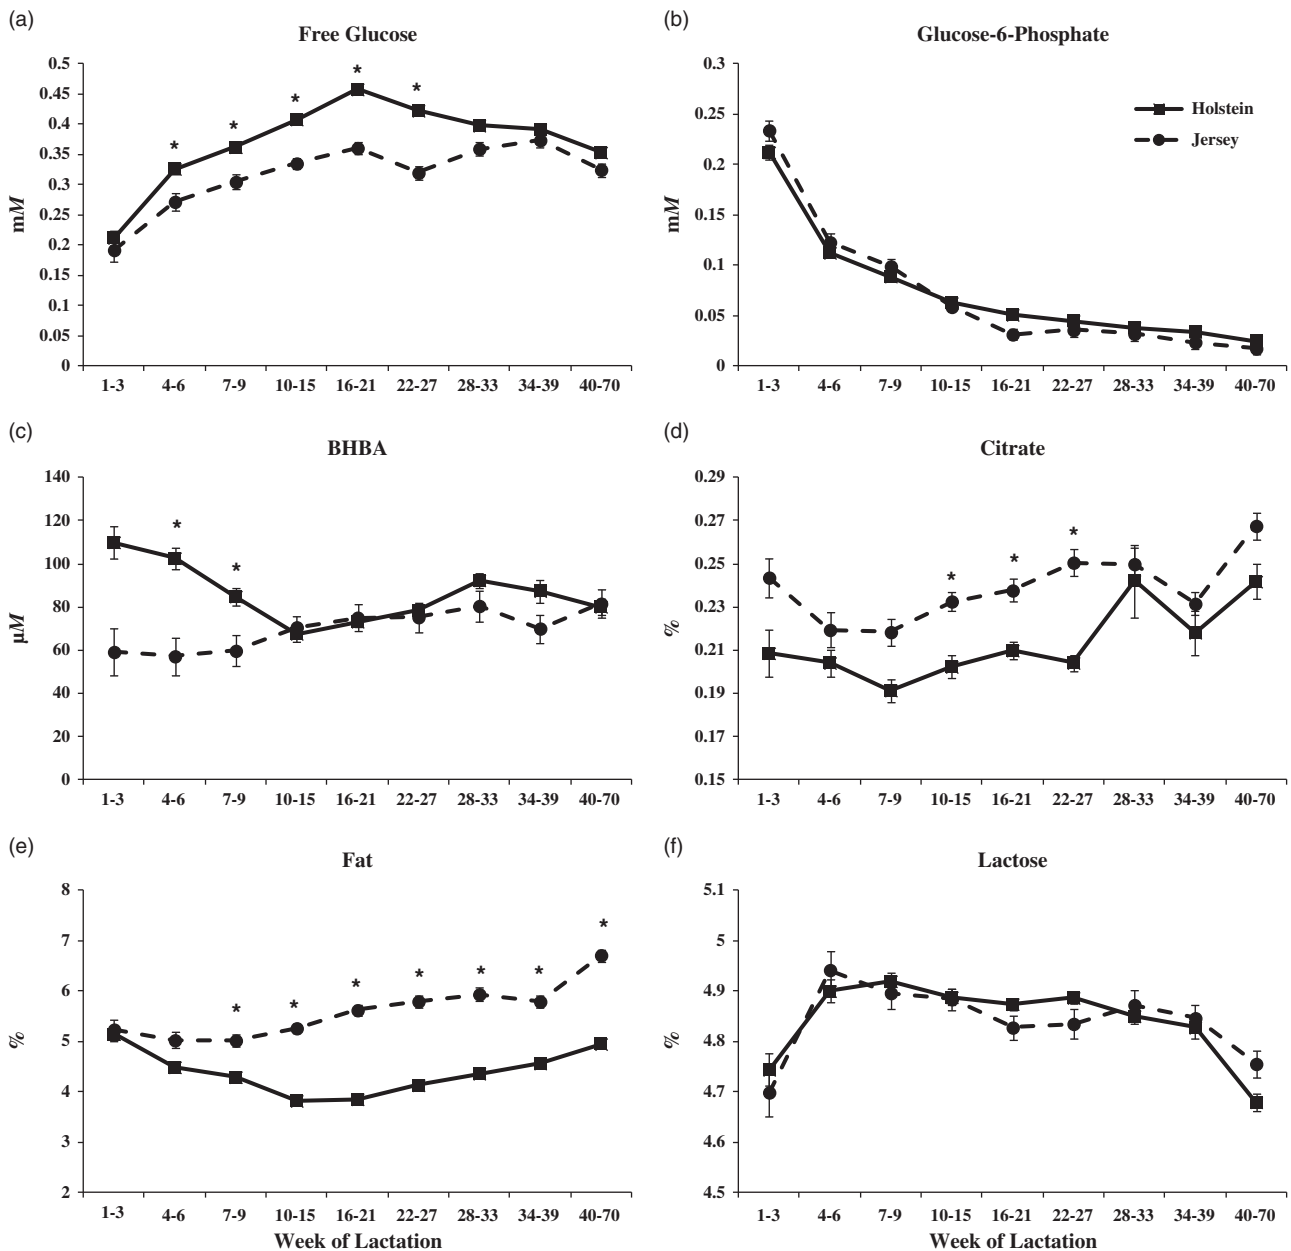 (a)
Free Glucose
0.5
0.45
0.4
0.35
0.3
0.25
0.2
0.15
0.1
0.05
0
mM
* * * * *
1-3 4-6 7-9 10-15 16-21 22-27 28-33 34-39 40-70
(b)
Glucose-6-Phosphate
0.3
0.25
0.2
0.15
0.1
0.05
0
mM
Holstein
Jersey
1-3 4-6 7-9 10-15 16-21 22-27 28-33 34-39 40-70
(c)
BHBA
140
120
100
80
60
40
20
0
µM
* *
1-3 4-6 7-9 10-15 16-21 22-27 28-33 34-39 40-70
(d)
Citrate
0.29
0.27
0.25
0.23
0.21
0.19
0.17
0.15
%
* * *
1-3 4-6 7-9 10-15 16-21 22-27 28-33 34-39 40-70
(e)
Fat
8
7
6
5
4
3
2
%
* * * * * * *
1-3 4-6 7-9 10-15 16-21 22-27 28-33 34-39 40-70
Week of Lactation
(f)
Lactose
5.1
5
4.9
4.8
4.7
4.6
4.5
%
1-3 4-6 7-9 10-15 16-21 22-27 28-33 34-39 40-70
Week of Lactation